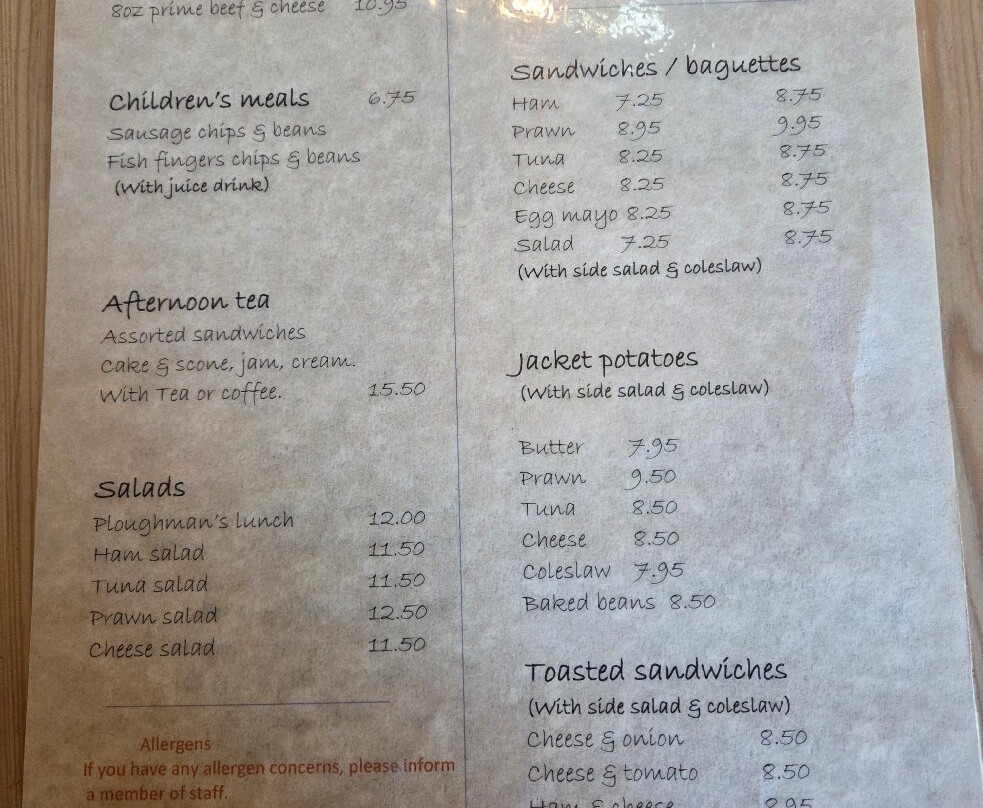 8oz prime beef & cheese 10.95
Children's meals 6.75
Sausage chips & beans
Fish fingers chips & beans
(With juice drink)
Afternoon tea
Assorted sandwiches
Cake & scone, jam, cream.
With Tea or coffee. 15.50
Salads
Ploughman's lunch 12.00
Ham salad 11.50
Tuna salad 11.50
Prawn salad 12.50
Cheese salad 11.50
Allergens
If you have any allergen concerns, please inform
a member of staff.
Sandwiches / baguettes
Ham 7.25 8.75
Prawn 8.95 9.95
Tuna 8.25 8.75
Cheese 8.25 8.75
Egg mayo 8.25 8.75
Salad 7.25 8.75
(With side salad & coleslaw)
Jacket potatoes
(With side salad & coleslaw)
Butter 7.95
Prawn 9.50
Tuna 8.50
Cheese 8.50
Coleslaw 7.95
Baked beans 8.50
Toasted sandwiches
(With side salad & coleslaw)
Cheese & onion 8.50
Cheese & tomato 8.50
Ham & cheese 8.95